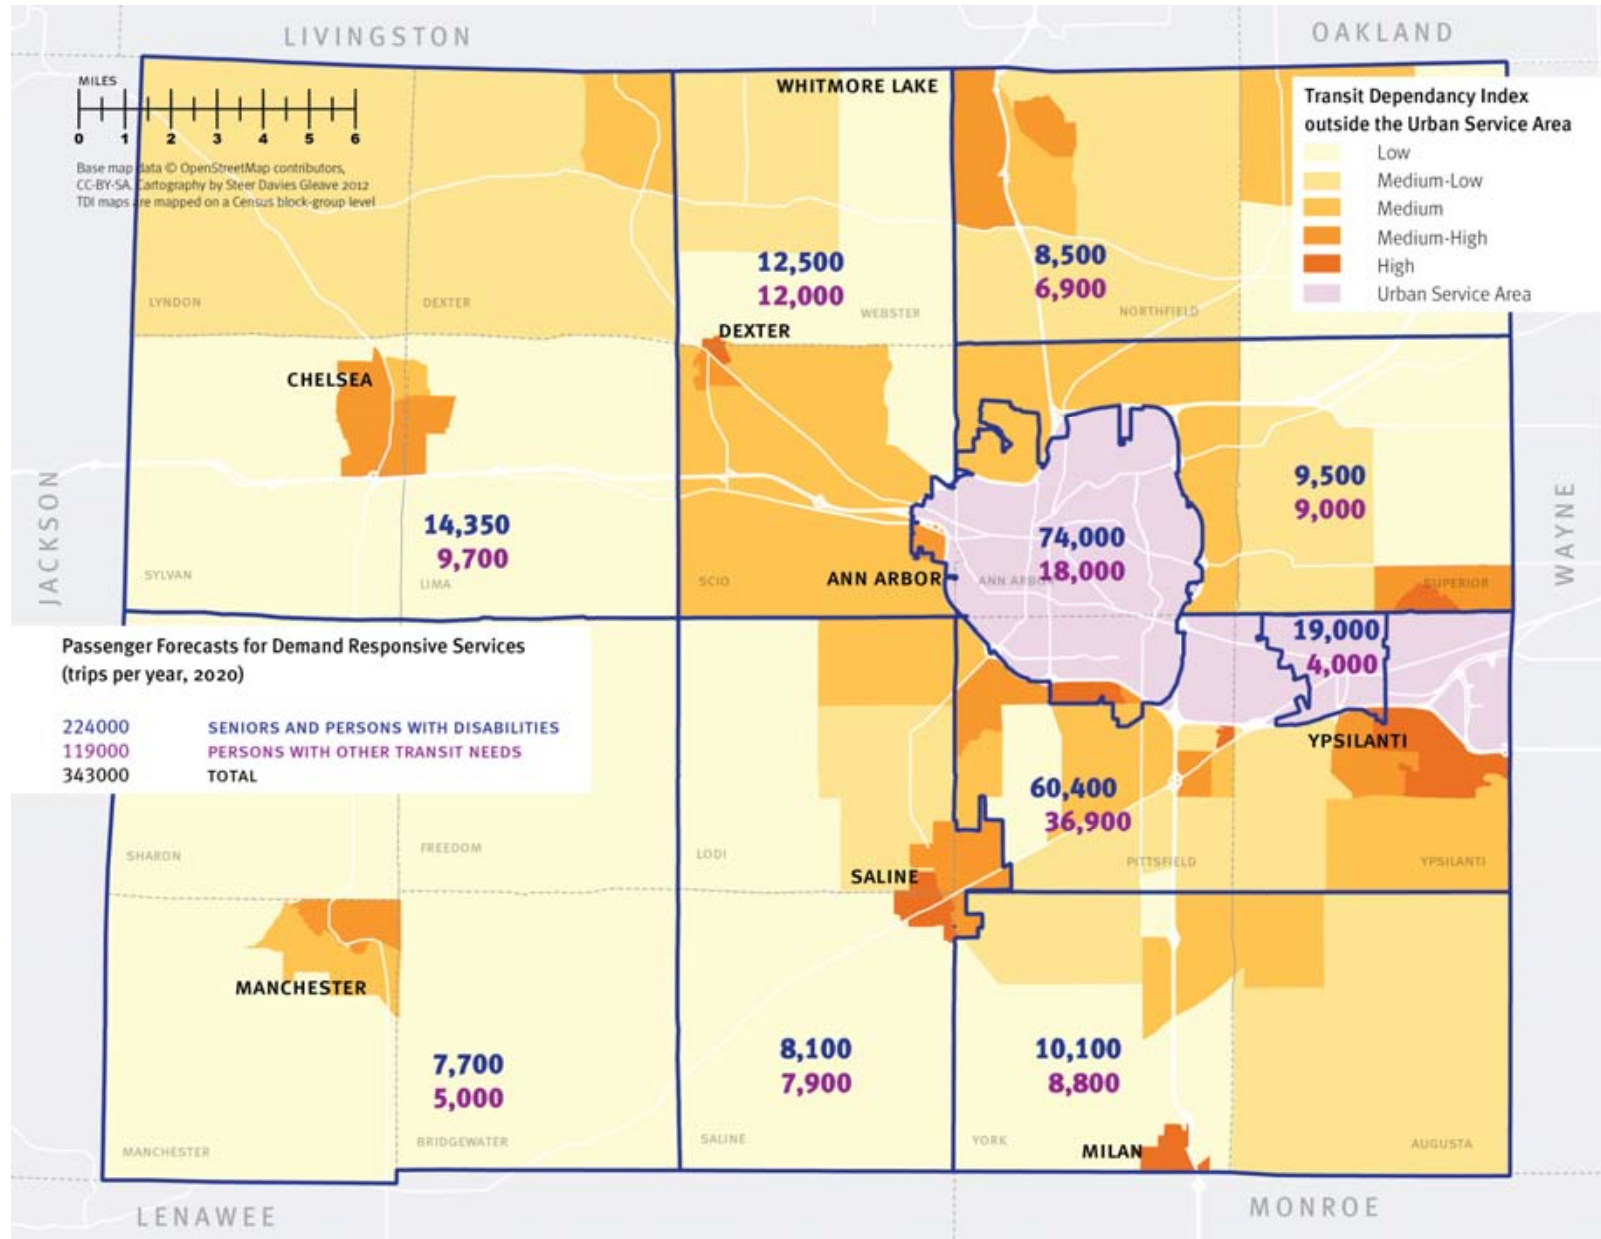 LIVINGSTON
OAKLAND
MILES
0 1 2 3 4 5 6
Base map data © OpenStreetMap contributors,
CC-BY-SA. Cartography by Steer Davies Gleave 2012
TDI maps are mapped on a Census block-group level
WHITMORE LAKE
Transit Dependancy Index
outside the Urban Service Area
Low
Medium-Low
Medium
Medium-High
High
Urban Service Area
12,500
12,000
8,500
6,900
LYNDON
DEXTER
WEBSTER
NORTHFIELD
DEXTER
CHELSEA
JACKSON
WAYNE
14,350
9,700
9,500
9,000
74,000
18,000
SYLVAN
LIMA
SCIO
ANN ARBOR
ANN ARBOR
SUPERIOR
Passenger Forecasts for Demand Responsive Services
(trips per year, 2020)
224000 SENIORS AND PERSONS WITH DISABILITIES
119000 PERSONS WITH OTHER TRANSIT NEEDS
343000 TOTAL
19,000
4,000
YPSILANTI
60,400
36,900
SHARON
FREEDOM
LODI
PITTSFIELD
YPSILANTI
SALINE
MANCHESTER
7,700
5,000
8,100
7,900
10,100
8,800
MANCHESTER
BRIDGEWATER
SALINE
YORK
MILAN
AUGUSTA
LENAWEE
MONROE